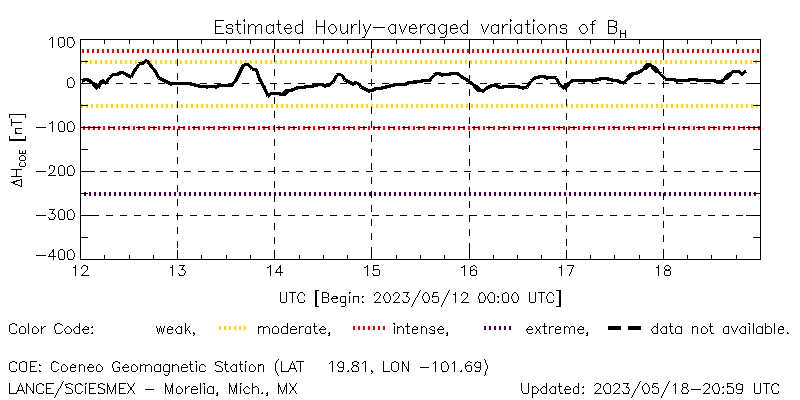 Estimated Hourly-averaged variations of BH
100
0
-100
-200
-300
-400
ΔHCOE [nT]
12 13 14 15 16 17 18
UTC [Begin: 2023/05/12 00:00 UTC]
Color Code: weak, moderate, intense, extreme, data not available.
COE: Coeneo Geomagnetic Station (LAT 19.81, LON -101.69)
LANCE/SCiESMEX - Morelia, Mich., MX Updated: 2023/05/18-20:59 UTC